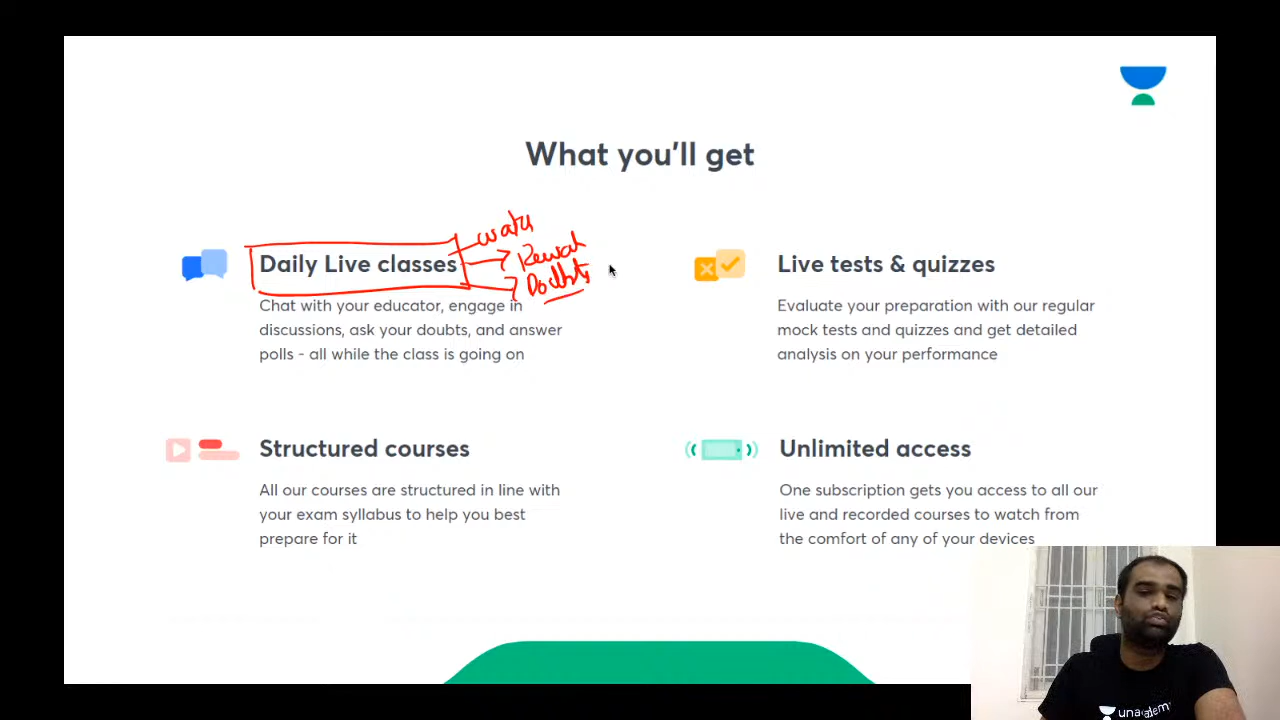 What you'll get
Daily Live classes
watch
Rewatch
Doubts
Chat with your educator, engage in
discussions, ask your doubts, and answer
polls - all while the class is going on
Live tests & quizzes
Evaluate your preparation with our regular
mock tests and quizzes and get detailed
analysis on your performance
Structured courses
All our courses are structured in line with
your exam syllabus to help you best
prepare for it
Unlimited access
One subscription gets you access to all our
live and recorded courses to watch from
the comfort of any of your devices
unacademy